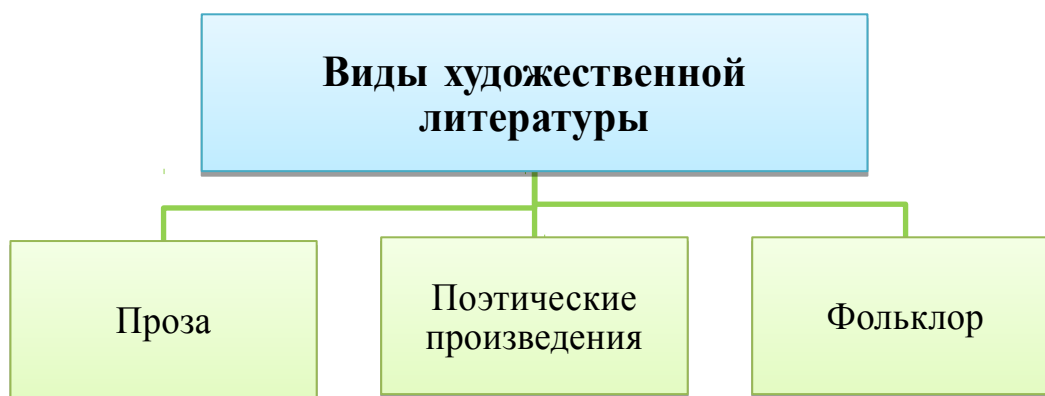 Виды художественной
литературы
Проза
Поэтические
произведения
Фольклор